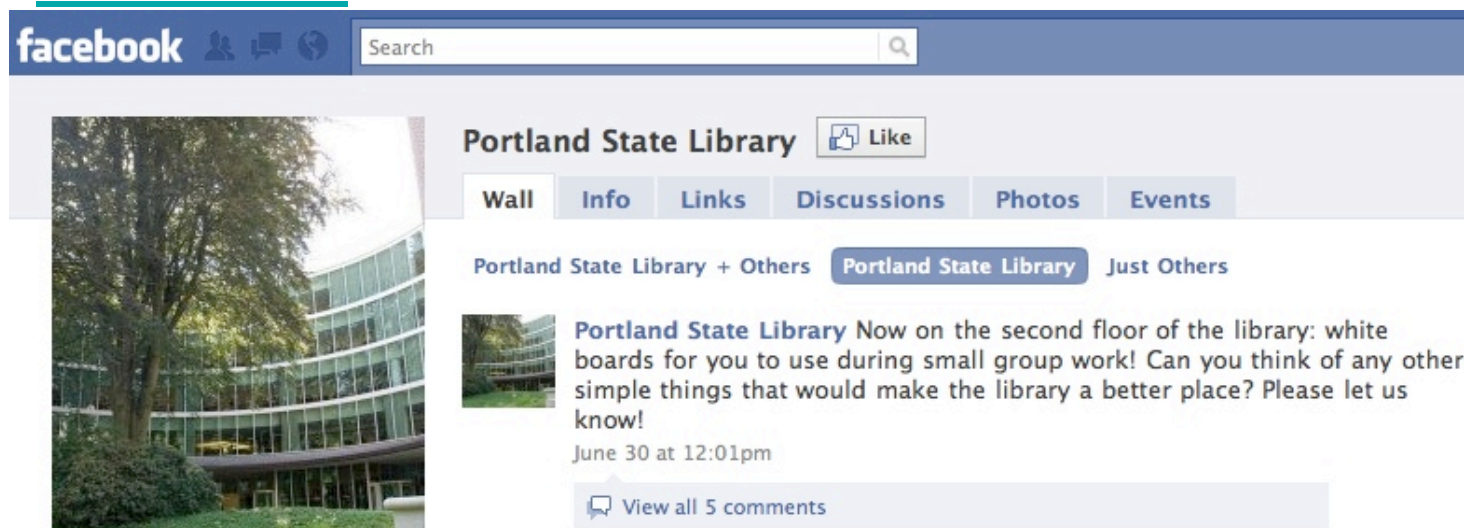 facebook
Search
Portland State Library
Like
Wall Info Links Discussions Photos Events
Portland State Library + Others Portland State Library Just Others
Portland State Library Now on the second floor of the library: white
boards for you to use during small group work! Can you think of any other
simple things that would make the library a better place? Please let us
know!
June 30 at 12:01pm
View all 5 comments